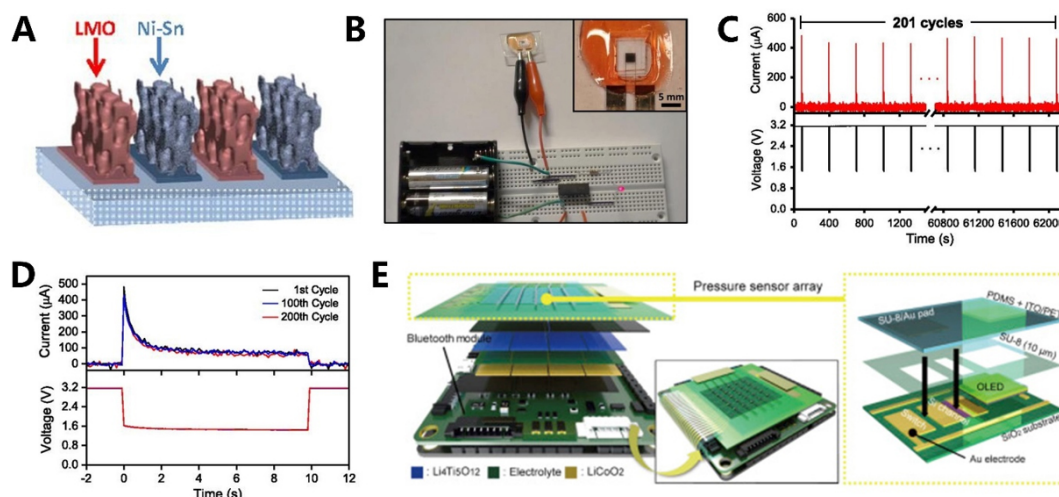 A
LMO
Ni-Sn
B
5 mm
C
201 cycles
600
400
200
0
Current (µA)
3.2
2.4
1.6
0.8
0.0
Voltage (V)
0
400
800
1200
60800
61200
6200
Time (s)
D
500
400
300
200
100
0
Current (µA)
1st Cycle
100th Cycle
200th Cycle
3.2
2.4
1.6
0.8
0.0
Voltage (V)
-2
0
2
4
6
8
10
12
Time (s)
E
Pressure sensor array
Bluetooth module
: Li4Ti5O12
: Electrolyte
: LiCoO2
PDMS + ITO/PET
SU-8/Au pad
SU-8 (10 µm)
OLED
SiO₂ substrate
Au electrode